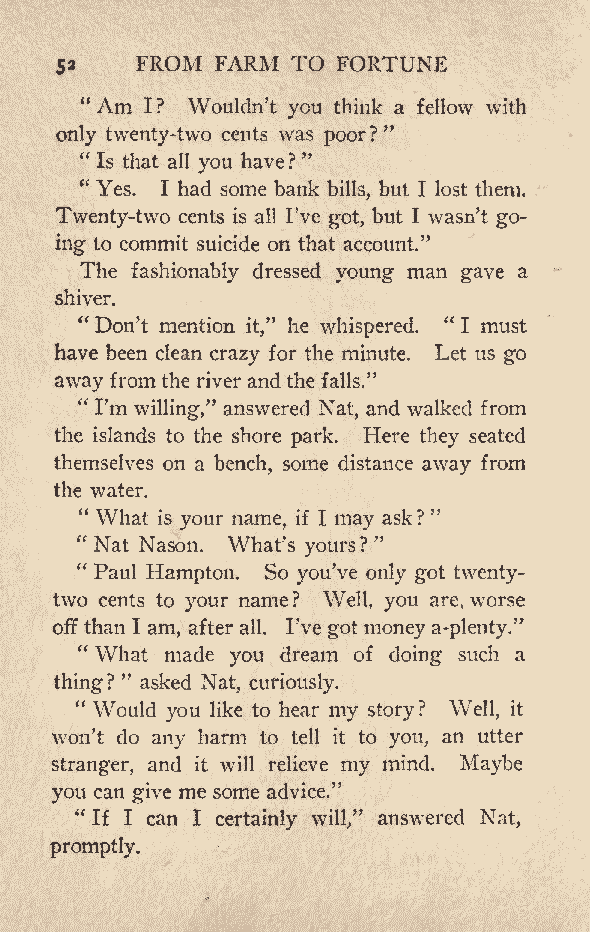 52 FROM FARM TO FORTUNE
“ Am I? Wouldn’t you think a fellow with
only twenty-two cents was poor? ”
“ Is that all you have? ”
“ Yes. I had some bank bills, but I lost them.
Twenty-two cents is all I’ve got, but I wasn’t go-
ing to commit suicide on that account.”
The fashionably dressed young man gave a
shiver.
“ Don’t mention it,” he whispered. “ I must
have been clean crazy for the minute. Let us go
away from the river and the falls.”
“ I’m willing,” answered Nat, and walked from
the islands to the shore park. Here they seated
themselves on a bench, some distance away from
the water.
“ What is your name, if I may ask? ”
“ Nat Nason. What’s yours? ”
“ Paul Hampton. So you’ve only got twenty-
two cents to your name? Well, you are, worse
off than I am, after all. I’ve got money a-plenty.”
“ What made you dream of doing such a
thing? ” asked Nat, curiously.
“ Would you like to hear my story? Well, it
won’t do any harm to tell it to you, an utter
stranger, and it will relieve my mind. Maybe
you can give me some advice.”
“ If I can I certainly will,” answered Nat,
promptly.